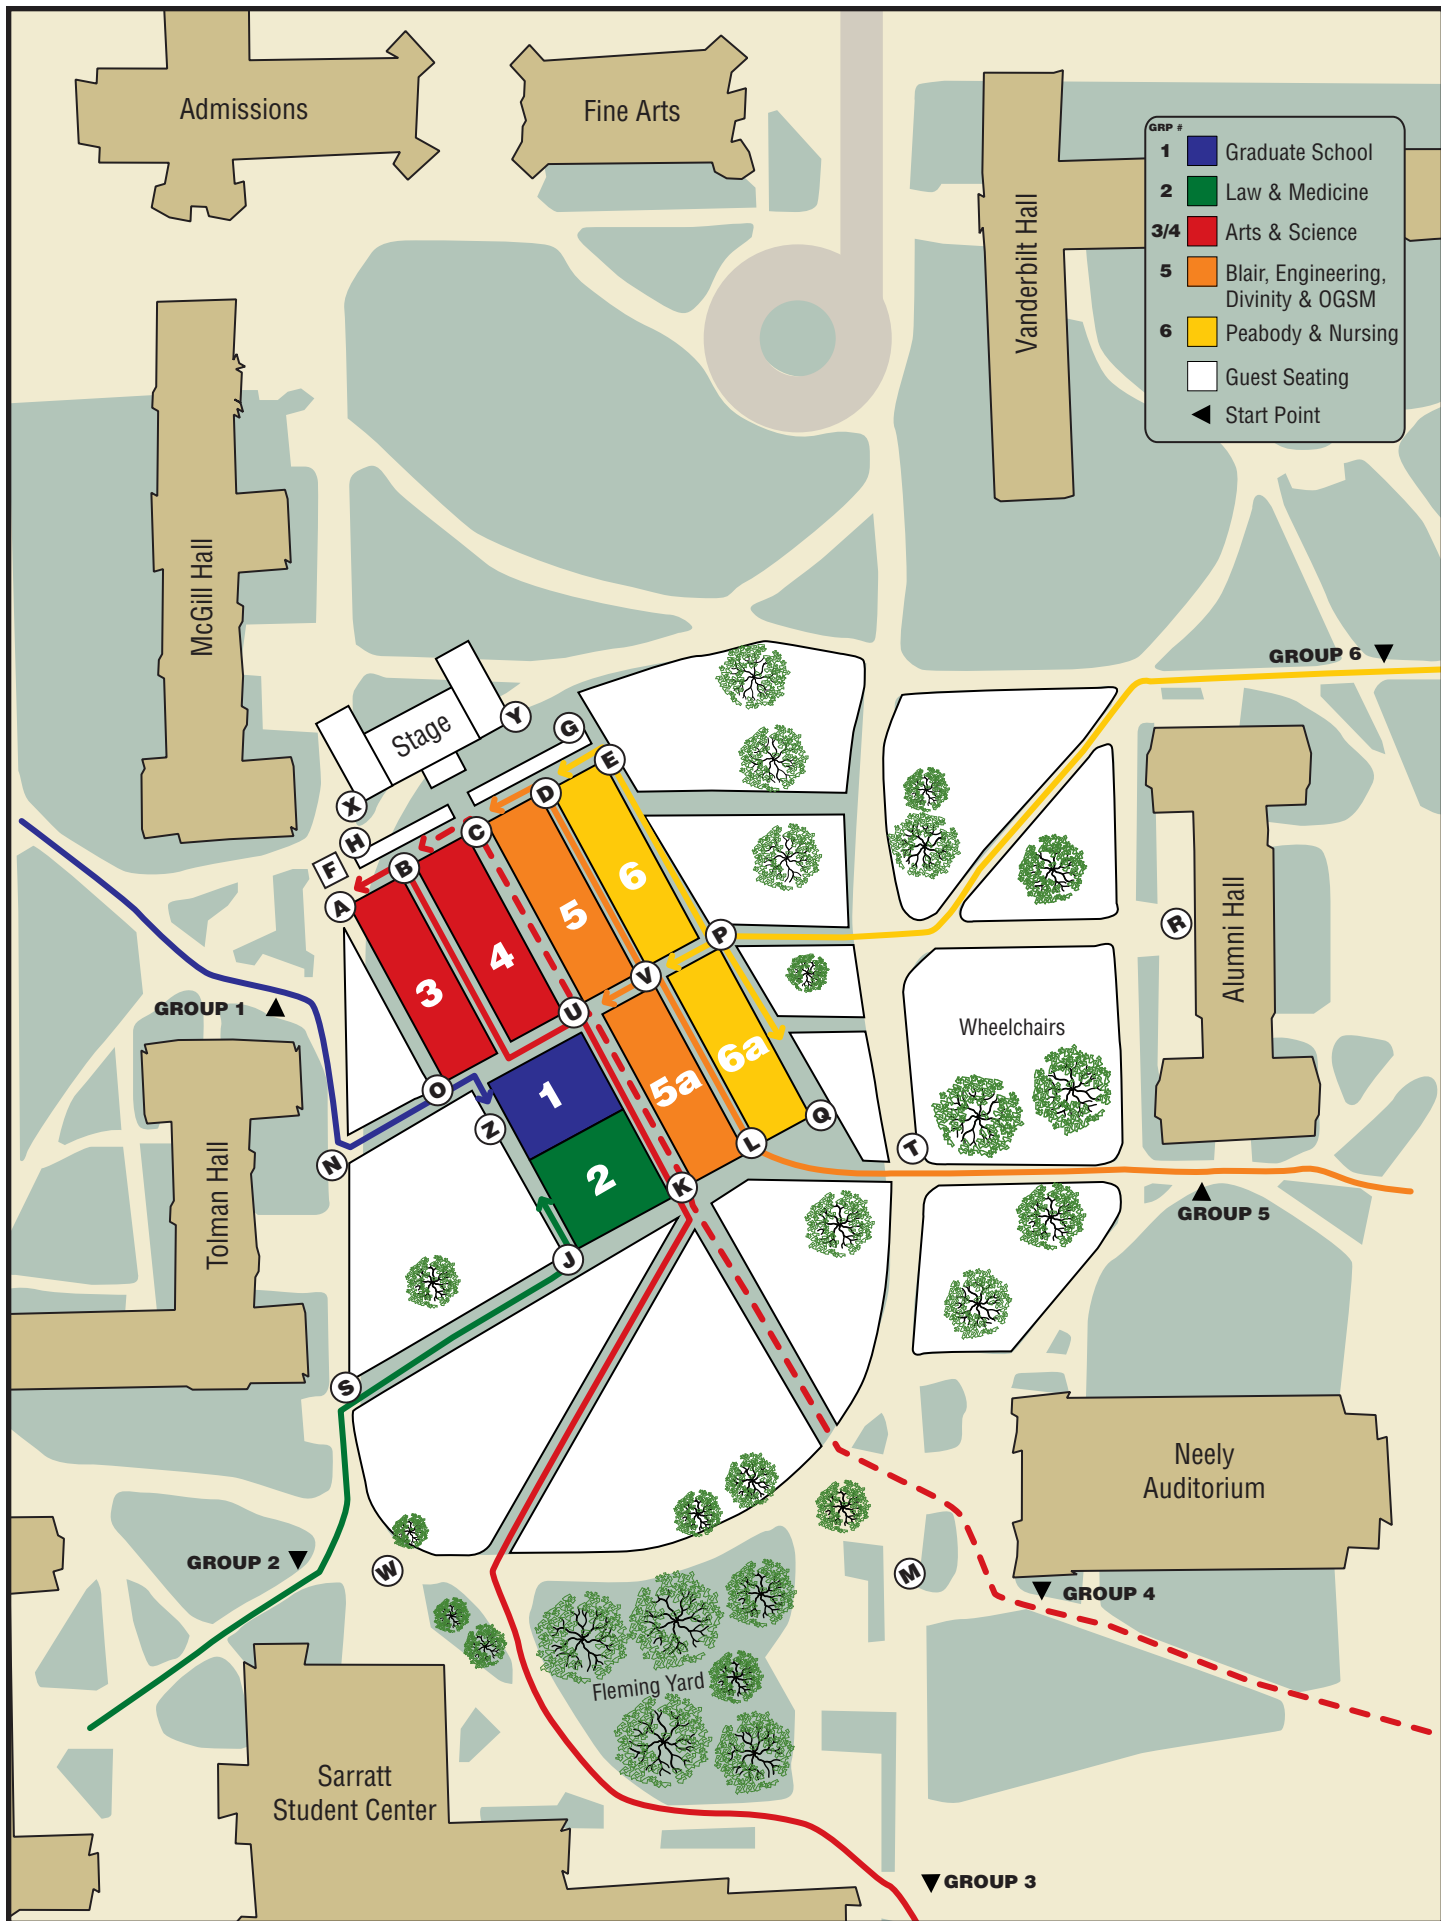 Admissions
Fine Arts
Vanderbilt Hall
GRP #
1 Graduate School
2 Law & Medicine
3/4 Arts & Science
5 Blair, Engineering,
Divinity & OGSM
6 Peabody & Nursing
Guest Seating
Start Point
McGill Hall
GROUP 6
Stage
Y
G
E
X
D
H
C
F
B
A
6
5
4
3
P
R
Alumni Hall
V
GROUP 1
U
Wheelchairs
6a
5a
1
O
Z
Q
N
L
T
Tolman Hall
2
K
GROUP 5
J
S
Neely
Auditorium
GROUP 2
W
M
GROUP 4
Fleming Yard
Sarratt
Student Center
GROUP 3